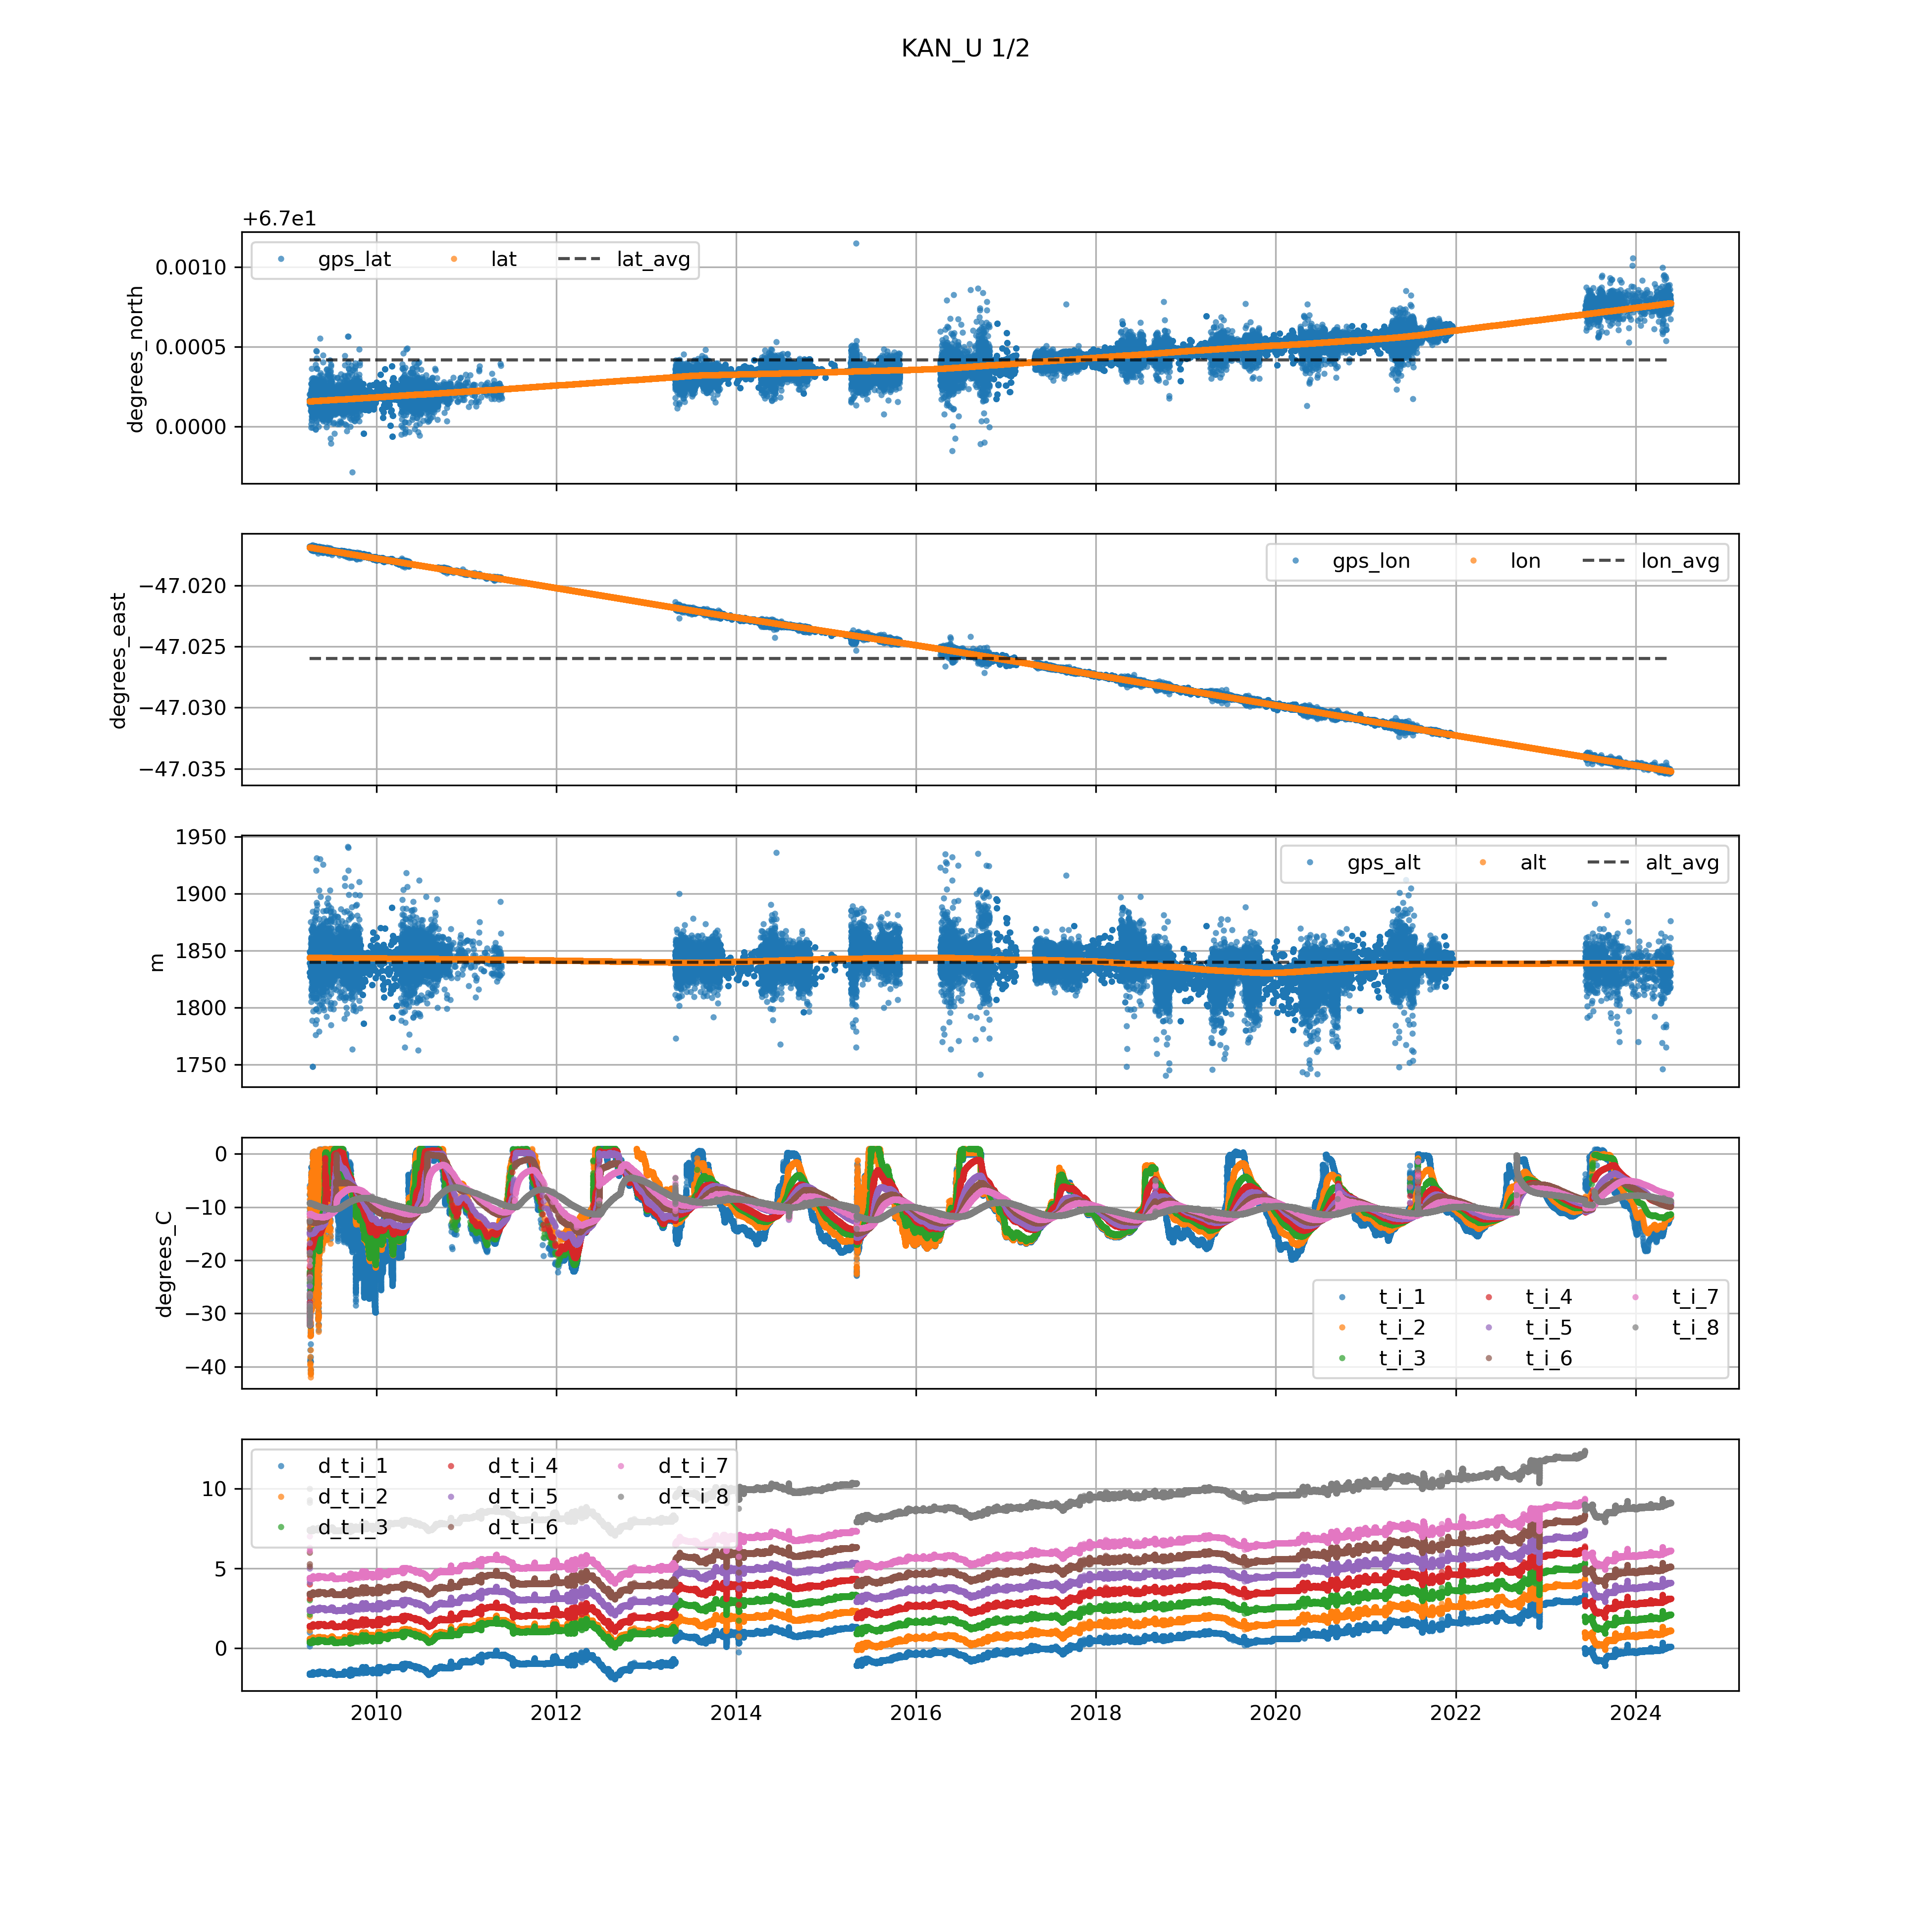 KAN_U 1/2
+6.7e1
gps_lat lat lat_avg
0.0010
0.0005
0.0000
degrees_north
gps_lon lon lon_avg
−47.020
−47.025
−47.030
−47.035
degrees_east
1950
gps_alt alt alt_avg
1900
1850
1800
1750
m
0
−10
−20
−30
−40
degrees_C
t_i_1 t_i_4 t_i_7
t_i_2 t_i_5 t_i_8
t_i_3 t_i_6
d_t_i_1 d_t_i_4 d_t_i_7
d_t_i_2 d_t_i_5 d_t_i_8
d_t_i_3 d_t_i_6
10
5
0
2010 2012 2014 2016 2018 2020 2022 2024